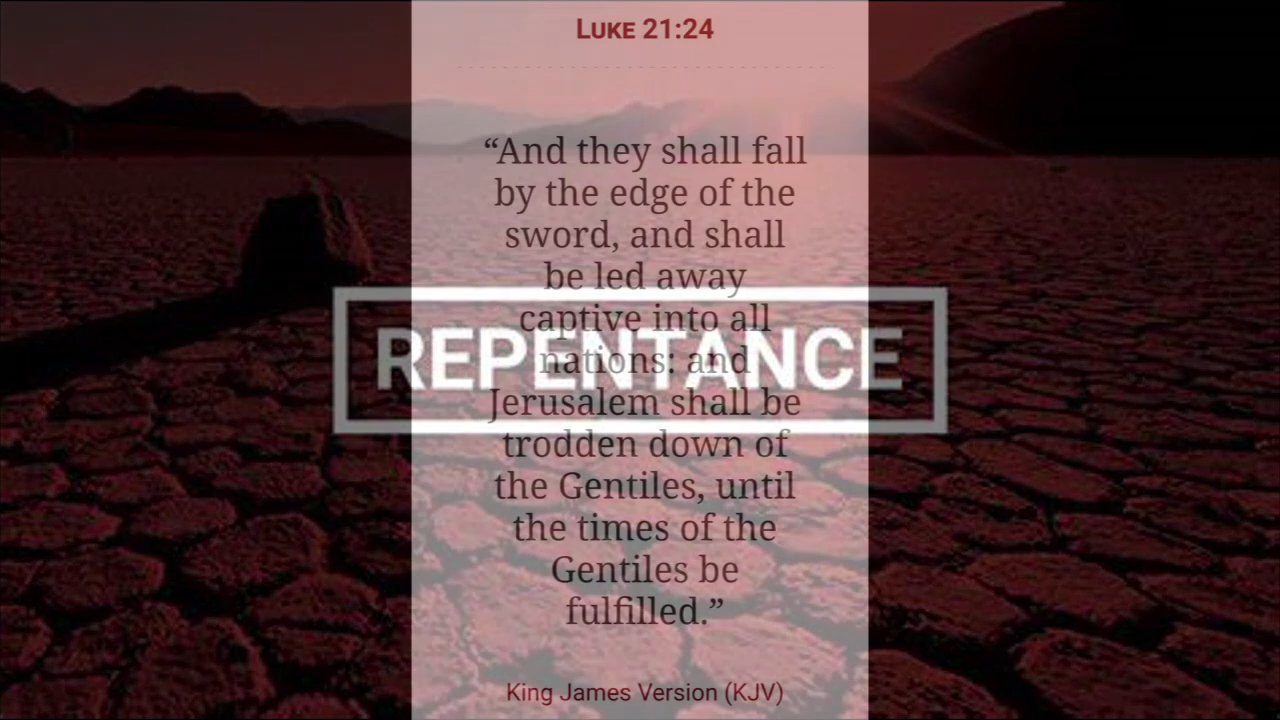 Luke 21:24
“And they shall fall
by the edge of the
sword, and shall
be led away
captive into all
nations: and
REPENTANCE
Jerusalem shall be
trodden down of
the Gentiles, until
the times of the
Gentiles be
fulfilled.”
King James Version (KJV)